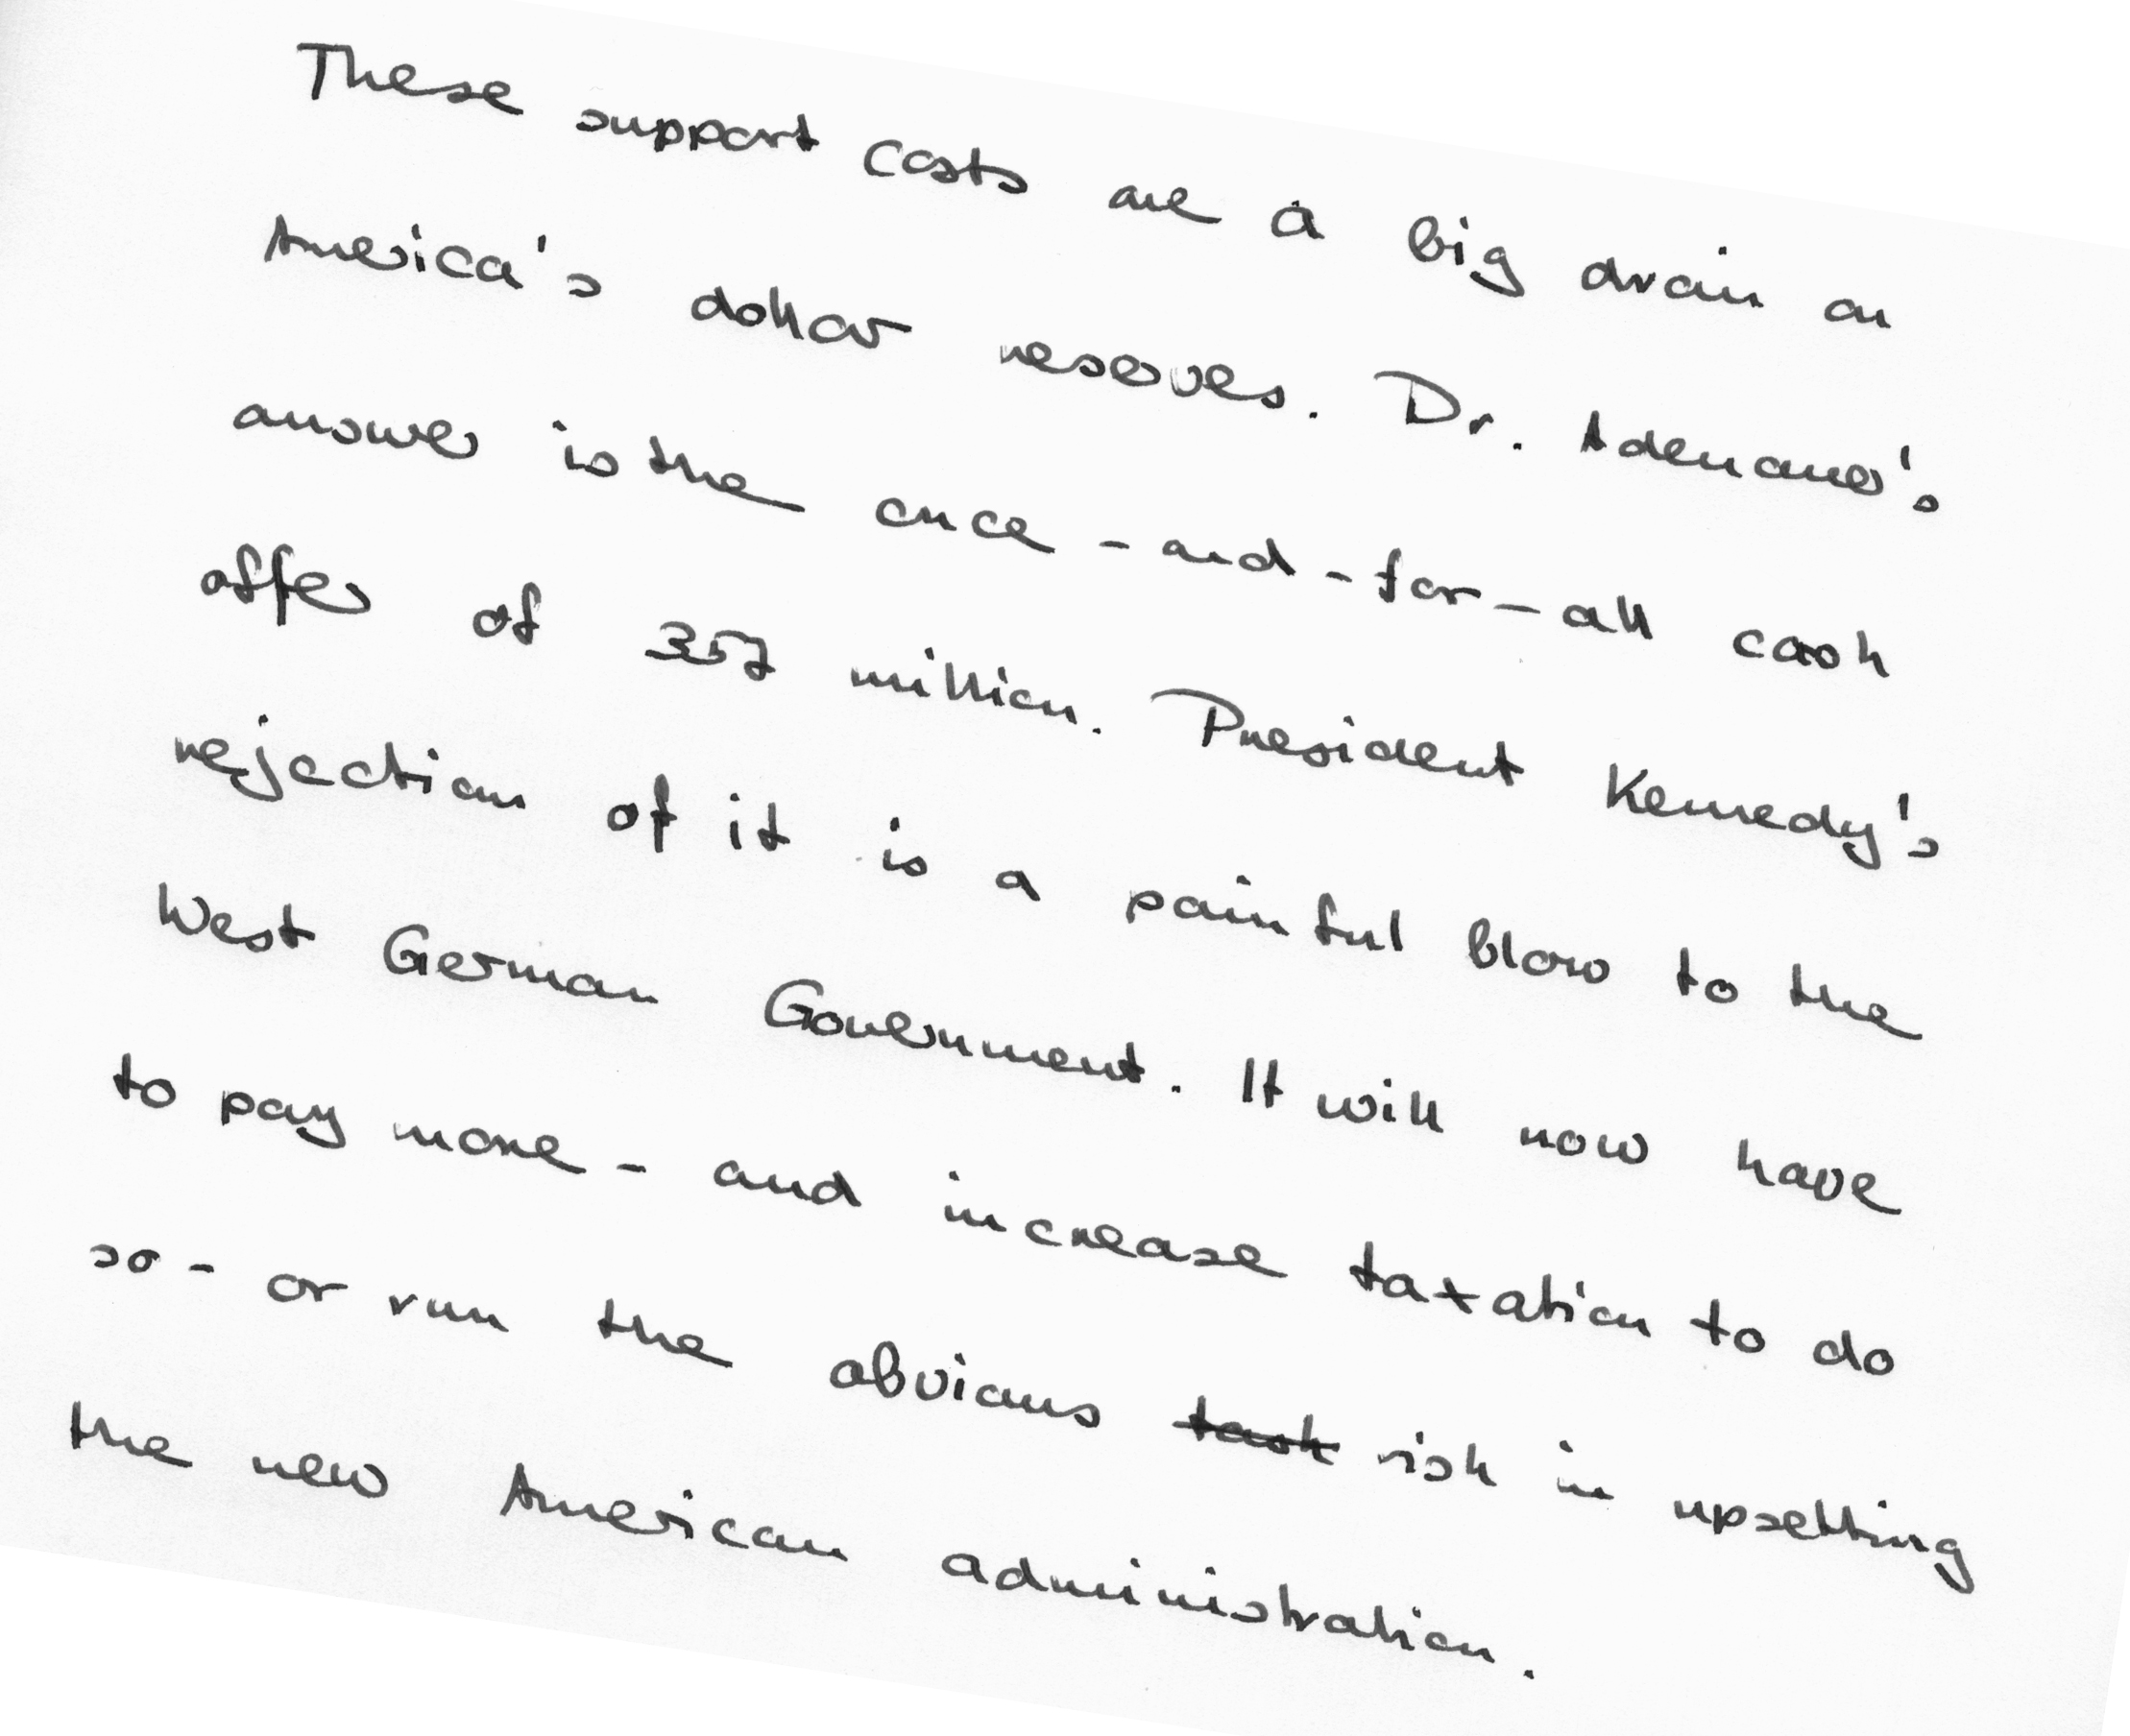 These support costs are a big drain on
America's dollar reserves. Dr. Adenauer's
answer is the once-and-for-all cash
offer of 357 million. President Kennedy's
rejection of it is a painful blow to the
West German Government. It will now have
to pay more - and increase taxation to do
so - or run the obvious risk in upsetting
the new American administration.